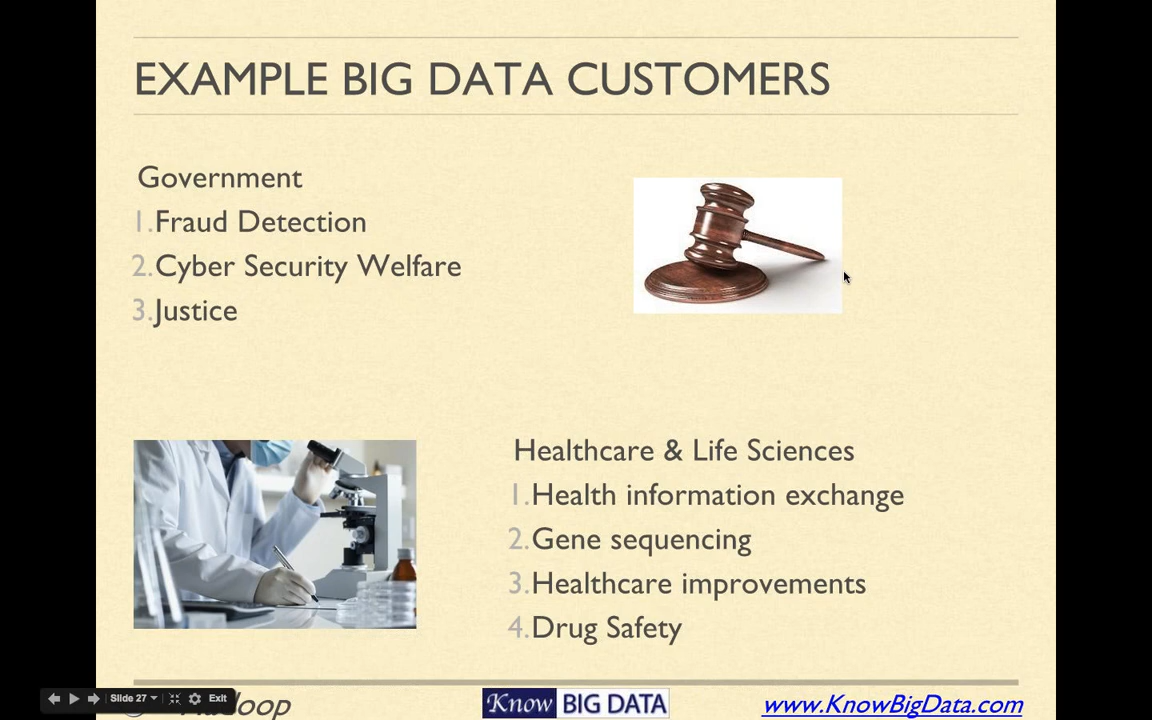 EXAMPLE BIG DATA CUSTOMERS
Government
1.Fraud Detection
2.Cyber Security Welfare
3.Justice
Healthcare & Life Sciences
1.Health information exchange
2.Gene sequencing
3.Healthcare improvements
4.Drug Safety
Slide 27 Exit
Know BIG DATA
www.KnowBigData.com